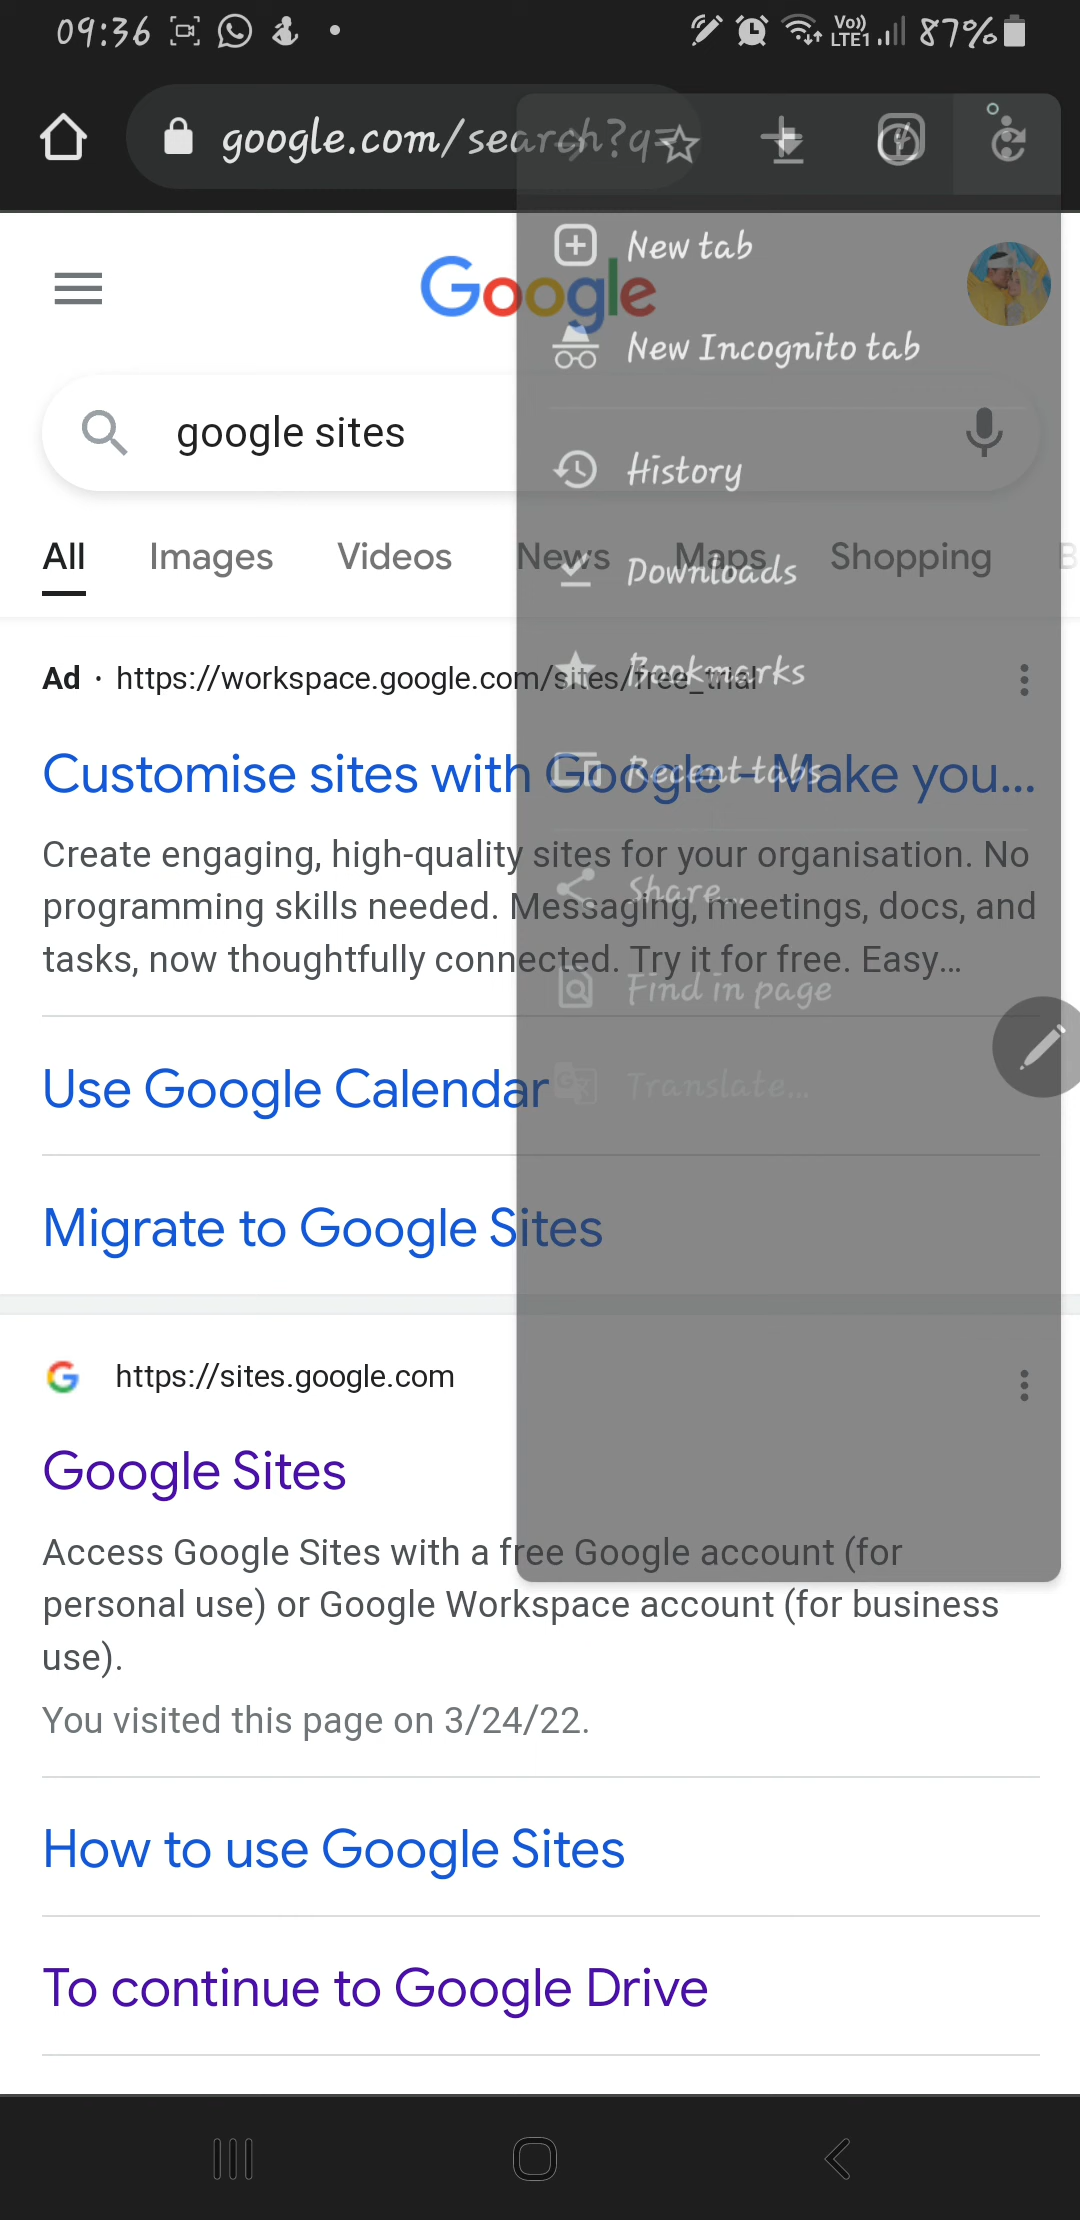 09:36
Vo))
LTE1
87%
google.com/search?q=
New tab
Google
New Incognito tab
google sites
History
All Images Videos News Maps Shopping B
Downloads
Ad · https://workspace.google.com/sites/free_trial
Bookmarks
Customise sites with Google - Make you...
Recent tabs
Create engaging, high-quality sites for your organisation. No
Share...
programming skills needed. Messaging, meetings, docs, and
tasks, now thoughtfully connected. Try it for free. Easy...
Find in page
Use Google Calendar
Translate...
Migrate to Google Sites
https://sites.google.com
Google Sites
Access Google Sites with a free Google account (for
personal use) or Google Workspace account (for business
use).
You visited this page on 3/24/22.
How to use Google Sites
To continue to Google Drive